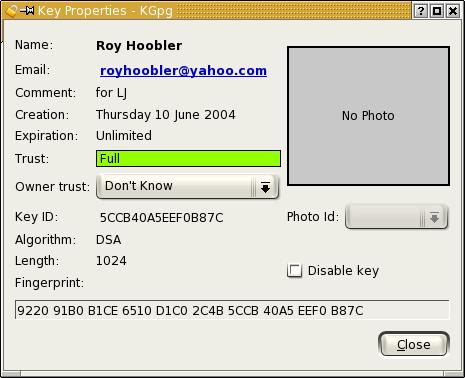 Key Properties - KGpg
Name: Roy Hoobler
Email: royhoobler@yahoo.com
Comment: for LJ
Creation: Thursday 10 June 2004
Expiration: Unlimited
Trust: Full
Owner trust: Don't Know
No Photo
Key ID: 5CCB40A5EEF0B87C
Photo Id:
Algorithm: DSA
Length: 1024
Disable key
Fingerprint:
9220 91B0 B1CE 6510 D1C0 2C4B 5CCB 40A5 EEF0 B87C
Close